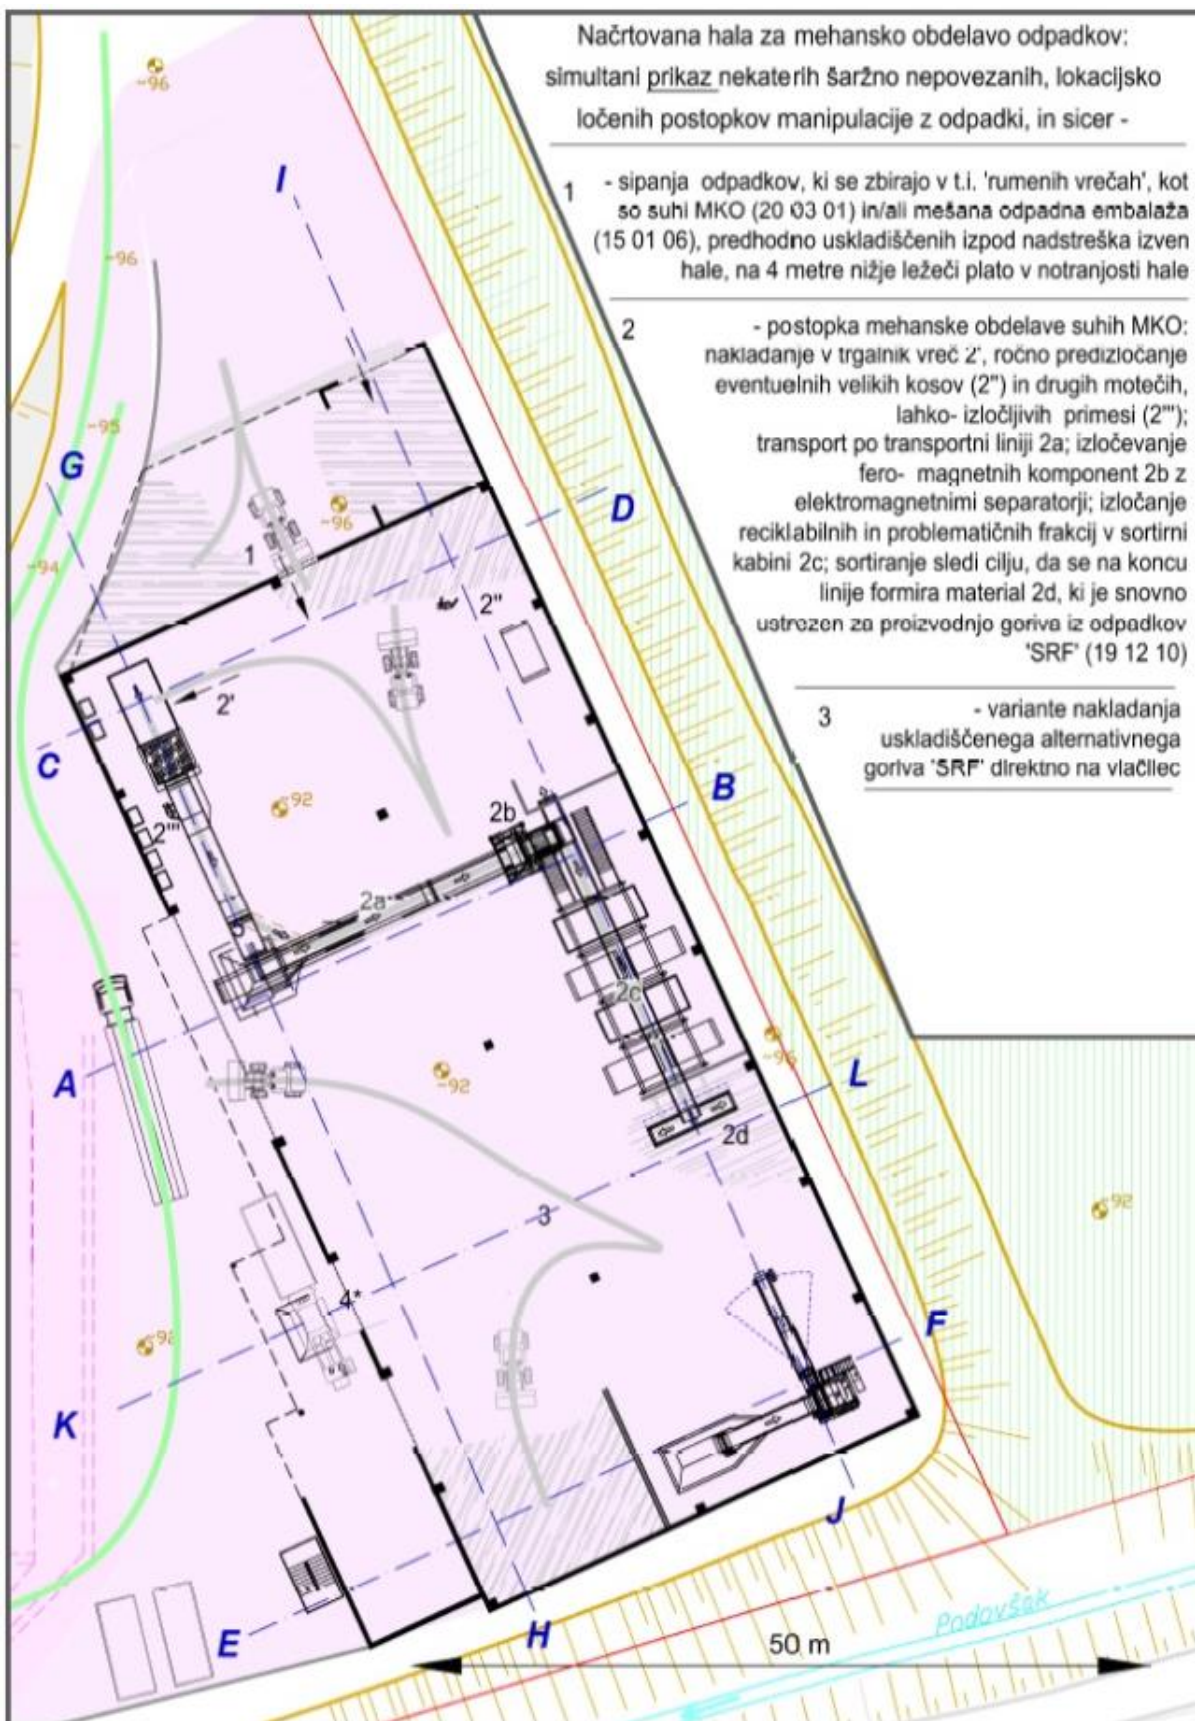 Načrtovana hala za mehansko obdelavo odpadkov:
simultani prikaz nekaterih šaržno nepovezanih, lokacijsko
ločenih postopkov manipulacije z odpadki, in sicer -
1 - sipanja odpadkov, ki se zbirajo v t.i. 'rumenih vrečah', kot
so suhi MKO (20 03 01) in/ali mešana odpadna embalaža
(15 01 06), predhodno uskladiščenih izpod nadstreška izven
hale, na 4 metre nižje ležeči plato v notranjosti hale
2 - postopka mehanske obdelave suhih MKO:
nakladanje v trgalnik vreč 2', ročno predizločanje
eventuelnih velikih kosov (2") in drugih motečih,
lahko- izločljivih primesi (2"');
transport po transportni liniji 2a; izločevanje
fero- magnetnih komponent 2b z
elektromagnetnimi separatorji; izločanje
reciklabilnih in problematičnih frakcij v sortirni
kabini 2c; sortiranje sledi cilju, da se na koncu
linije formira material 2d, ki je snovno
ustrezen za proizvodnjo goriva iz odpadkov
'SRF' (19 12 10)
3 - variante nakladanja
uskladiščenega alternativnega
goriva 'SRF' direktno na vlačilec
~96
I
~96
G
~95
~96
D
~94
1
2"
2'
C
B
~92
2b
2"'
2a
2c
~96
A
~92
L
2d
~92
3
4*
F
~92
K
J
Podovšak
E
H
50 m